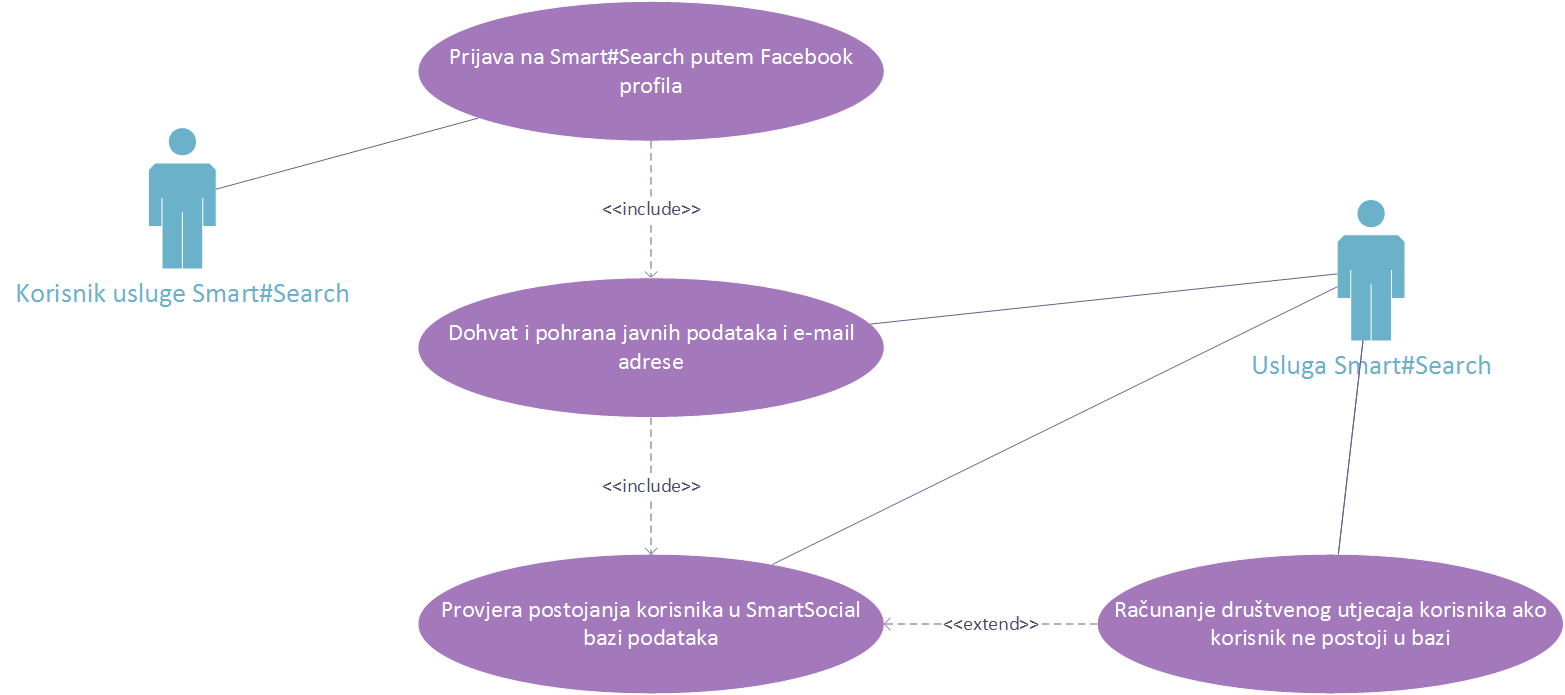 Prijava na Smart#Search putem Facebook
profila
<<include>>
Korisnik usluge Smart#Search
Dohvat i pohrana javnih podataka i e-mail
adrese
Usluga Smart#Search
<<include>>
Provjera postojanja korisnika u SmartSocial
bazi podataka
<<extend>>
Računanje društvenog utjecaja korisnika ako
korisnik ne postoji u bazi